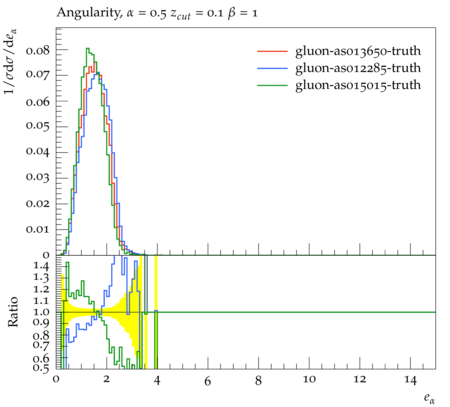 Angularity, α = 0.5 z_cut = 0.1 β = 1
1/σdσ/de_α
0.08
0.07
0.06
0.05
0.04
0.03
0.02
0.01
0
gluon-as013650-truth
gluon-as012285-truth
gluon-as015015-truth
Ratio
1.4
1.3
1.2
1.1
1.0
0.9
0.8
0.7
0.6
0.5
0 2 4 6 8 10 12 14
e_α